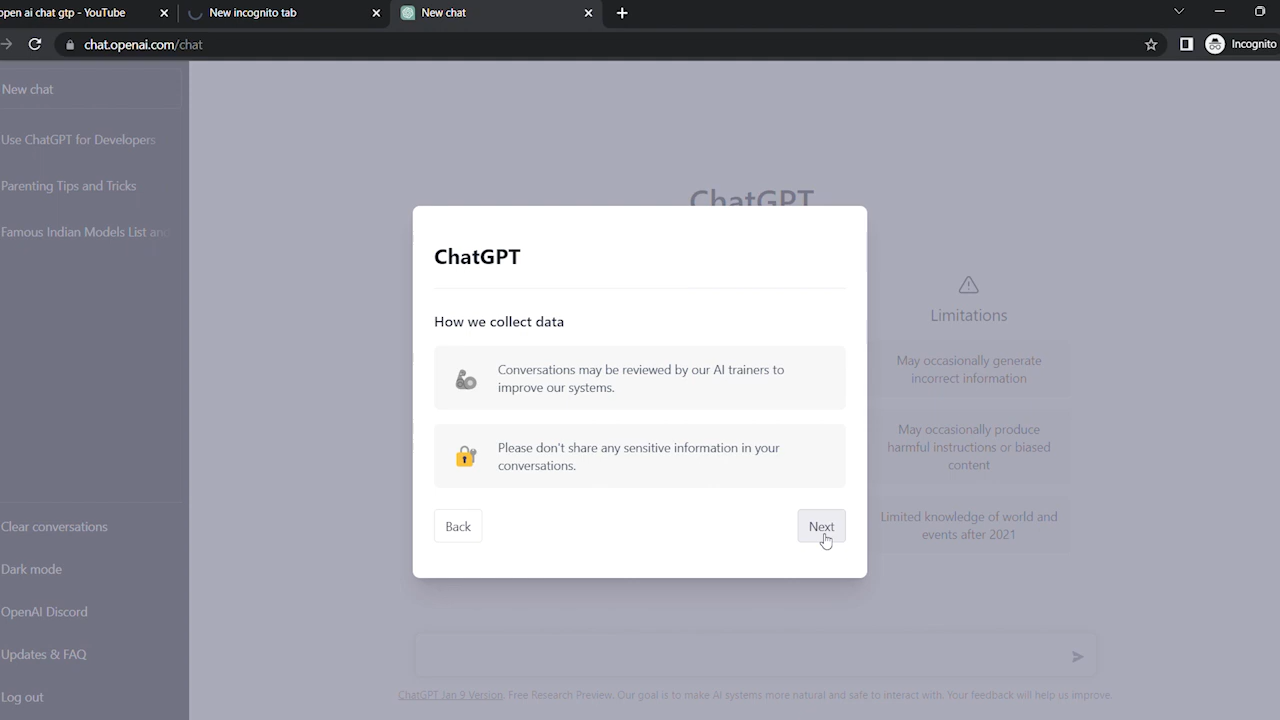 open ai chat gtp - YouTube
New incognito tab
New chat
chat.openai.com/chat
Incognito
New chat
Use ChatGPT for Developers
Parenting Tips and Tricks
Famous Indian Models List and
Clear conversations
Dark mode
OpenAI Discord
Updates & FAQ
Log out
ChatGPT
ChatGPT
How we collect data
Conversations may be reviewed by our AI trainers to
improve our systems.
Please don't share any sensitive information in your
conversations.
Back
Next
Limitations
May occasionally generate
incorrect information
May occasionally produce
harmful instructions or biased
content
Limited knowledge of world and
events after 2021
ChatGPT Jan 9 Version. Free Research Preview. Our goal is to make AI systems more natural and safe to interact with. Your feedback will help us improve.